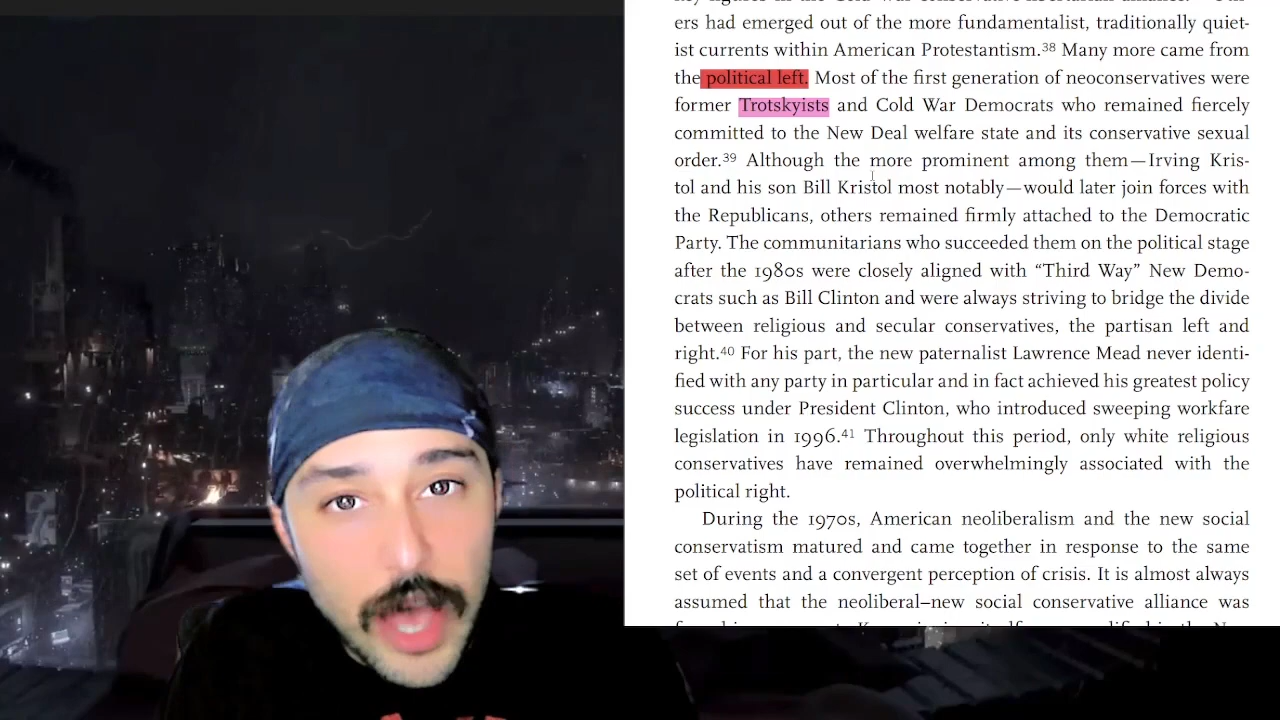 ers had emerged out of the more fundamentalist, traditionally quiet-
ist currents within American Protestantism.³⁸ Many more came from
the political left. Most of the first generation of neoconservatives were
former Trotskyists and Cold War Democrats who remained fiercely
committed to the New Deal welfare state and its conservative sexual
order.³⁹ Although the more prominent among them—Irving Kris-
tol and his son Bill Kristol most notably—would later join forces with
the Republicans, others remained firmly attached to the Democratic
Party. The communitarians who succeeded them on the political stage
after the 1980s were closely aligned with “Third Way” New Demo-
crats such as Bill Clinton and were always striving to bridge the divide
between religious and secular conservatives, the partisan left and
right.⁴⁰ For his part, the new paternalist Lawrence Mead never identi-
fied with any party in particular and in fact achieved his greatest policy
success under President Clinton, who introduced sweeping workfare
legislation in 1996.⁴¹ Throughout this period, only white religious
conservatives have remained overwhelmingly associated with the
political right.
During the 1970s, American neoliberalism and the new social
conservatism matured and came together in response to the same
set of events and a convergent perception of crisis. It is almost always
assumed that the neoliberal–new social conservative alliance was